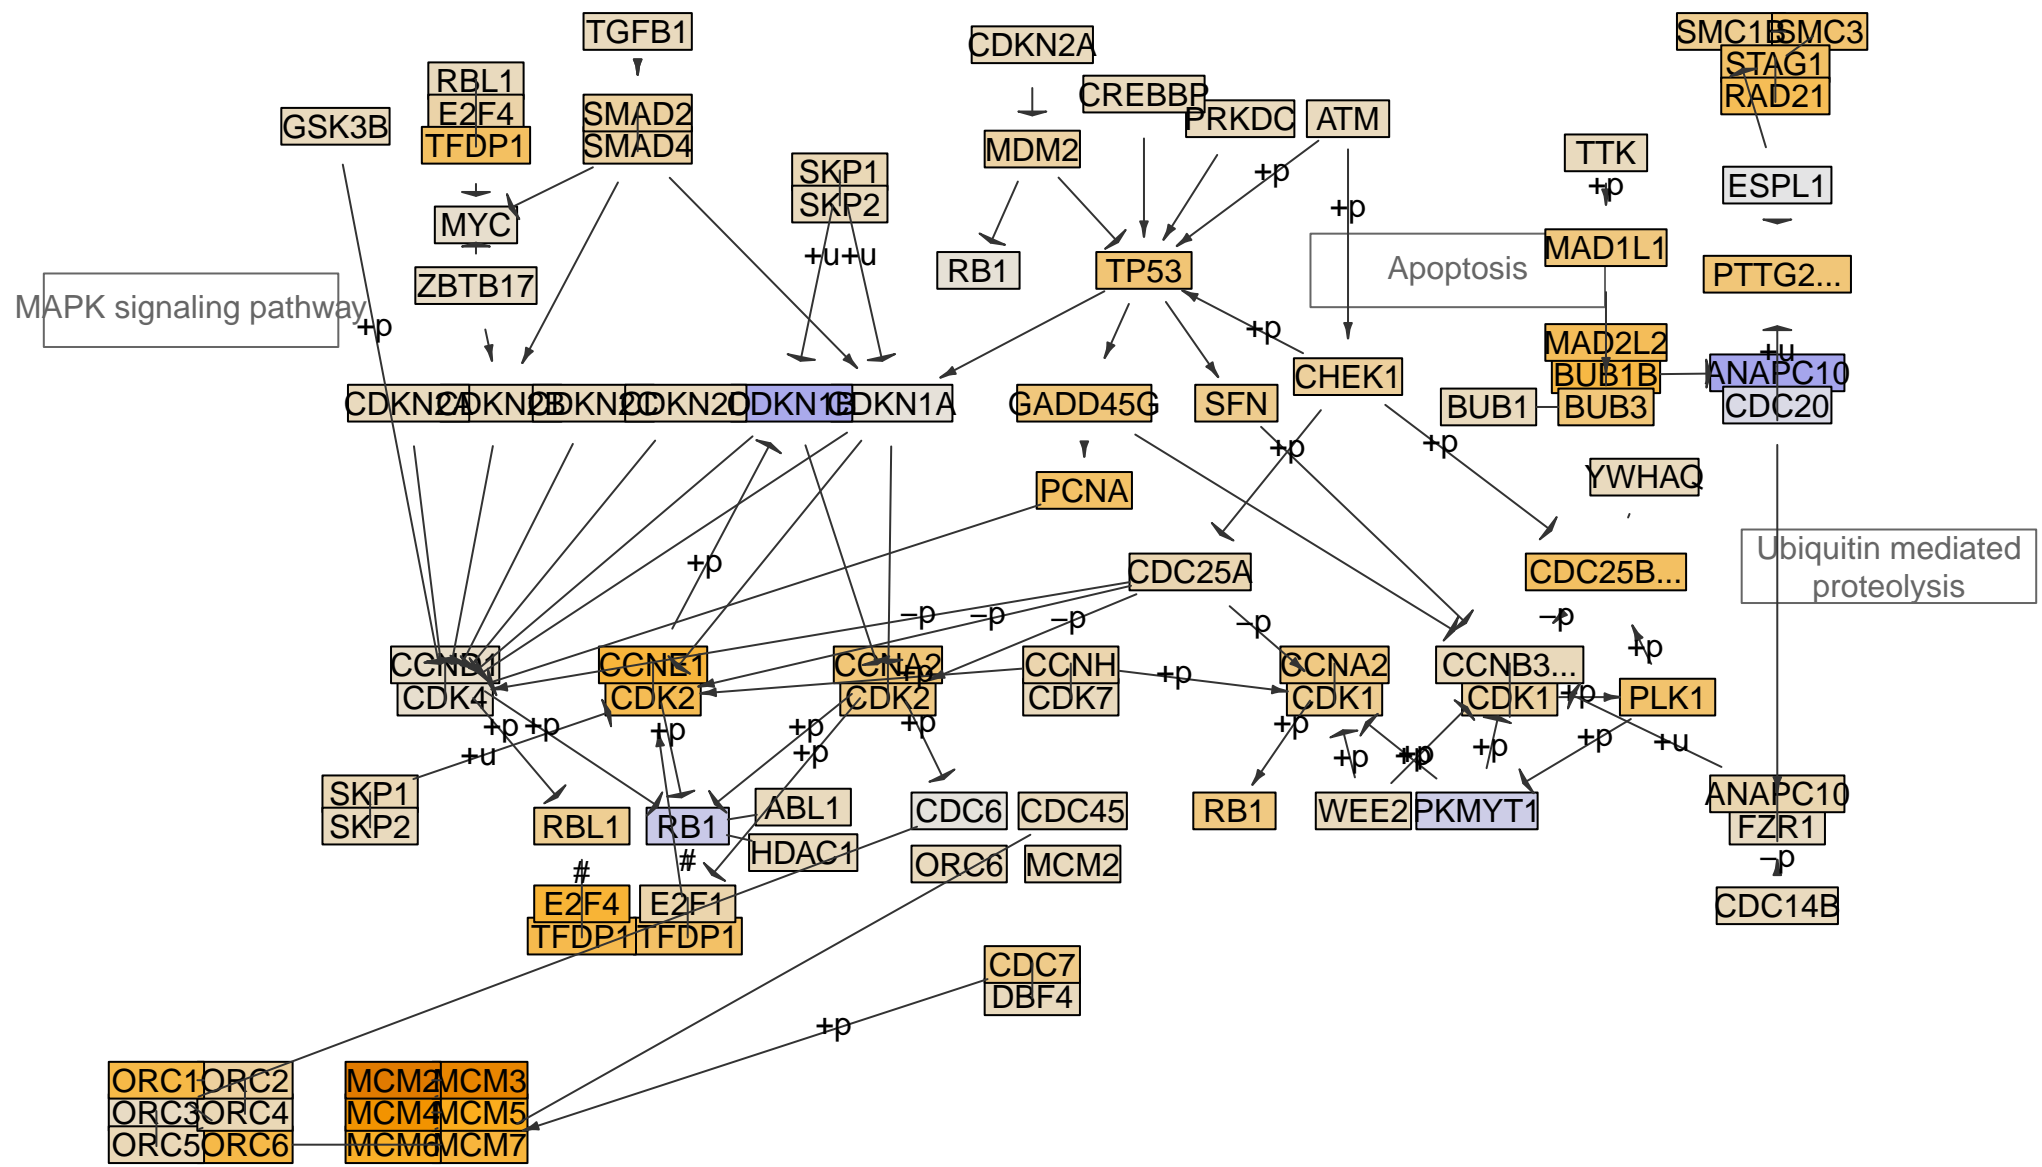 TGFB1
CDKN2A
SMC1B
SMC3
RBL1
E2F4
TFDP1
GSK3B
SMAD2
SMAD4
CREBBP
PRKDC
ATM
STAG1
RAD21
MDM2
SKP1
SKP2
TTK
+p
ESPL1
+p
+p
MYC
ZBTB17
+u
+u
RB1
TP53
Apoptosis
MAD1L1
PTTG2...
MAPK signaling pathway
+p
+p
MAD2L2
BUB1B
BUB3
BUB1
+u
ANAPC10
CDC20
CDKN2A
CDKN2B
CDKN2C
CDKN2D
CDKN1B
CDKN1A
GADD45G
SFN
CHEK1
+p
+p
YWHAQ
PCNA
Ubiquitin mediated
proteolysis
+p
CDC25A
CDC25B...
−p
−p
−p
−p
−p
+p
CCND1
CDK4
CCNE1
CDK2
CCNA2
CDK2
+p
CCNH
CDK7
+p
CCNA2
CDK1
CCNB3...
CDK1
+p
PLK1
+p
+p
+p
+p
+p
+p
+p
+p
+p
+p
+p
+p
+u
+u
SKP1
SKP2
RBL1
RB1
ABL1
HDAC1
CDC6
CDC45
ORC6
MCM2
RB1
WEE2
PKMYT1
ANAPC10
FZR1
−p
CDC14B
#
#
E2F4
TFDP1
E2F1
TFDP1
CDC7
DBF4
+p
ORC1
ORC2
ORC3
ORC4
ORC5
ORC6
MCM2
MCM3
MCM4
MCM5
MCM6
MCM7